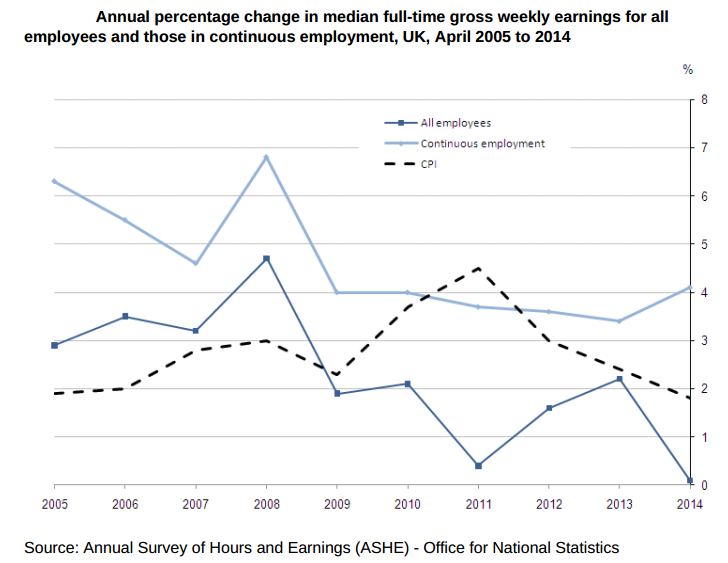 Annual percentage change in median full-time gross weekly earnings for all
employees and those in continuous employment, UK, April 2005 to 2014
%
8
All employees
7
Continuous employment
CPI
6
5
4
3
2
1
0
2005 2006 2007 2008 2009 2010 2011 2012 2013 2014
Source: Annual Survey of Hours and Earnings (ASHE) - Office for National Statistics